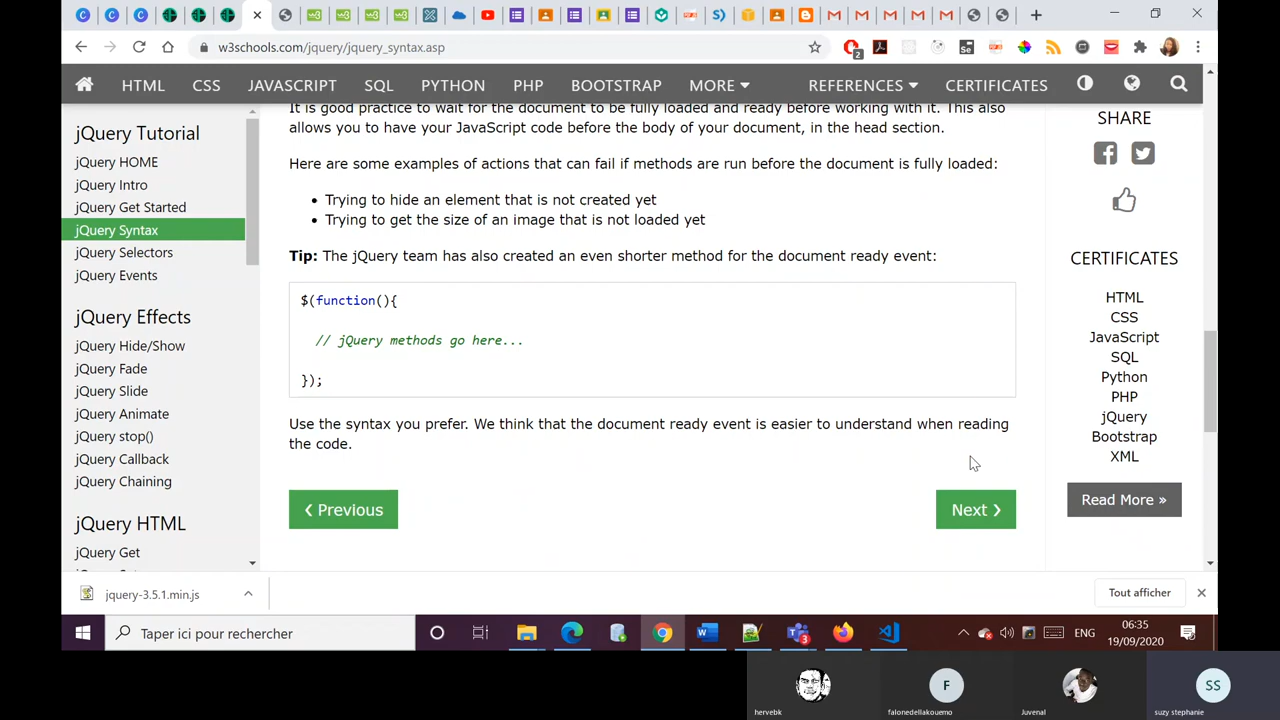 w3schools.com/jquery/jquery_syntax.asp
2
HTML CSS JAVASCRIPT SQL PYTHON PHP BOOTSTRAP MORE REFERENCES CERTIFICATES
jQuery Tutorial
jQuery HOME
jQuery Intro
jQuery Get Started
jQuery Syntax
jQuery Selectors
jQuery Events
jQuery Effects
jQuery Hide/Show
jQuery Fade
jQuery Slide
jQuery Animate
jQuery stop()
jQuery Callback
jQuery Chaining
jQuery HTML
jQuery Get
It is good practice to wait for the document to be fully loaded and ready before working with it. This also
allows you to have your JavaScript code before the body of your document, in the head section.
Here are some examples of actions that can fail if methods are run before the document is fully loaded:
• Trying to hide an element that is not created yet
• Trying to get the size of an image that is not loaded yet
Tip: The jQuery team has also created an even shorter method for the document ready event:
$(function(){
// jQuery methods go here...
});
Use the syntax you prefer. We think that the document ready event is easier to understand when reading
the code.
❮ Previous
Next ❯
SHARE
CERTIFICATES
HTML
CSS
JavaScript
SQL
Python
PHP
jQuery
Bootstrap
XML
Read More »
jquery-3.5.1.min.js
Tout afficher
Taper ici pour rechercher
3
ENG
06:35
19/09/2020
F
SS
hervebk
falonedellakouemo
Juvenal
suzy stephanie